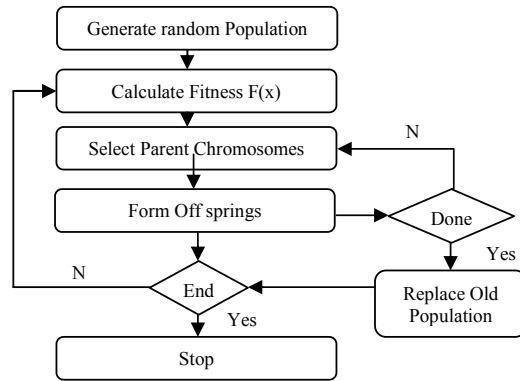 Generate random Population
Calculate Fitness F(x)
N
Select Parent Chromosomes
Form Off springs
Done
Yes
N
End
Replace Old
Population
Yes
Stop